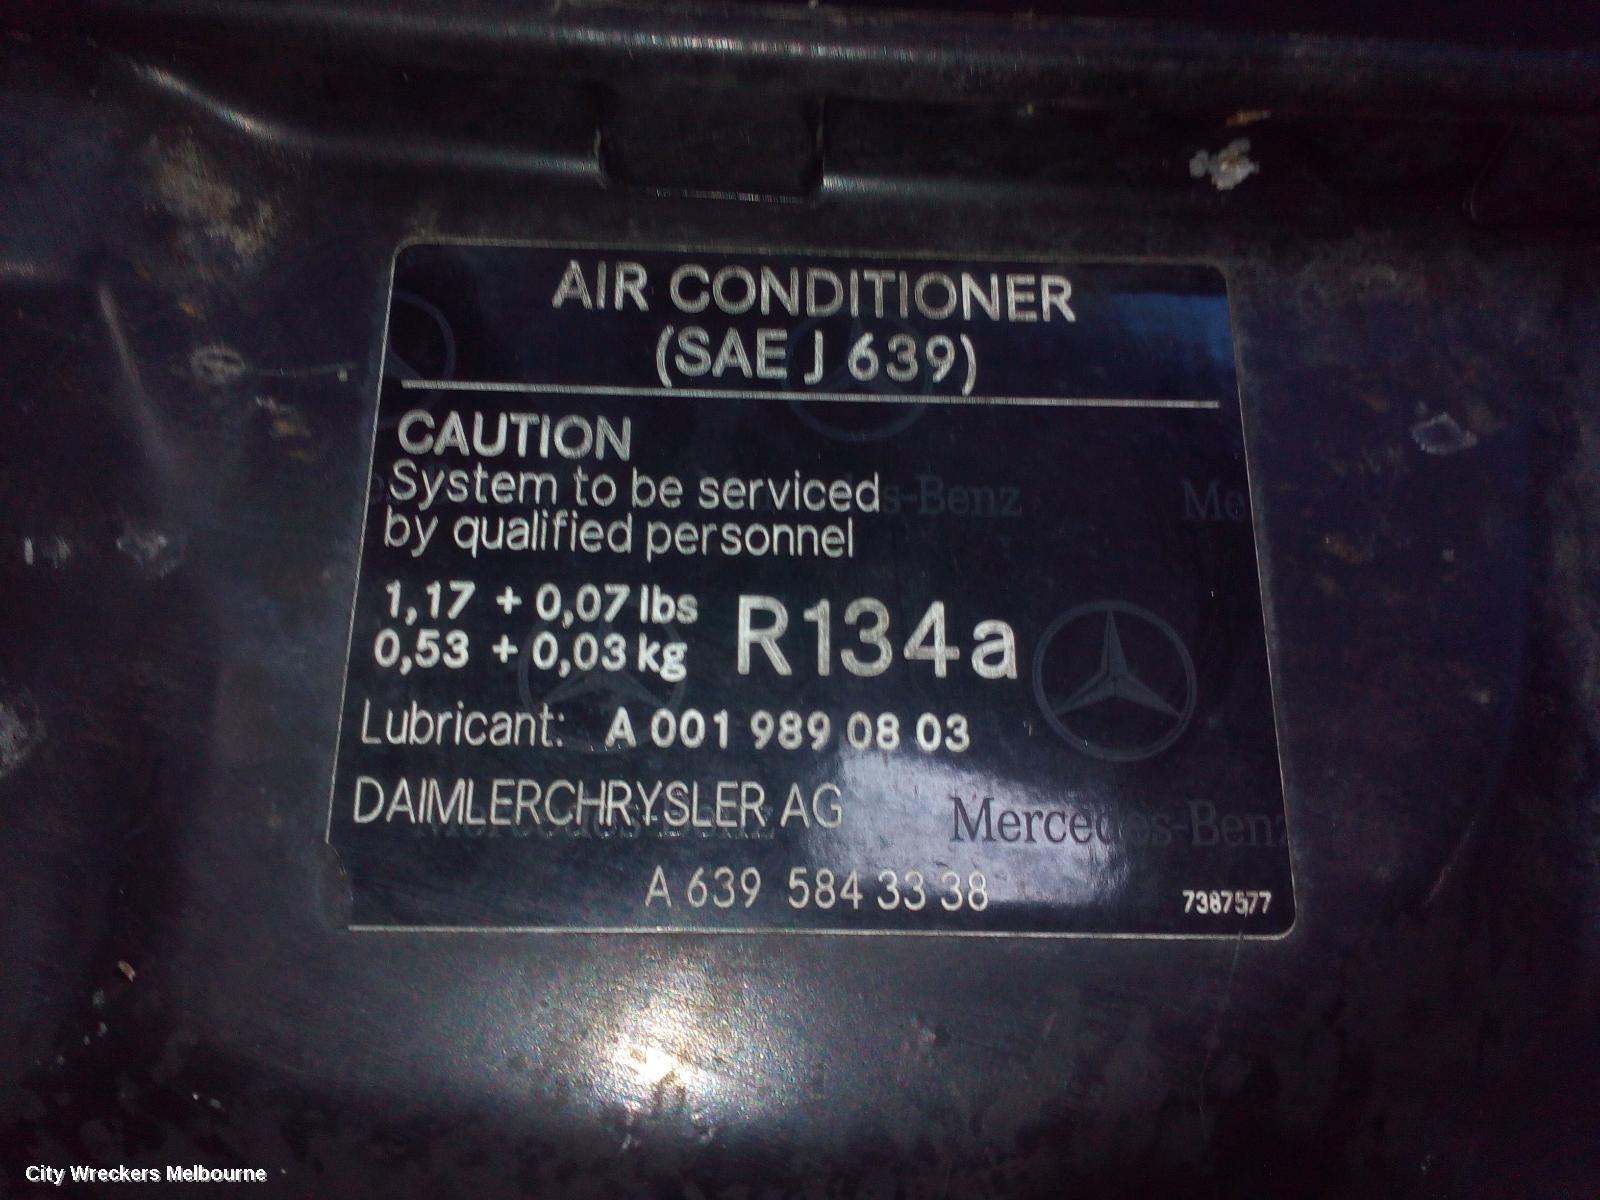 AIR CONDITIONER
(SAE J 639)
CAUTION
System to be serviced
by qualified personnel
1,17 + 0,07 lbs
0,53 + 0,03 kg
R134a
Lubricant: A 001 989 08 03
DAIMLERCHRYSLER AG
Mercedes-Benz
A 639 584 33 38
7387577
City Wreckers Melbourne